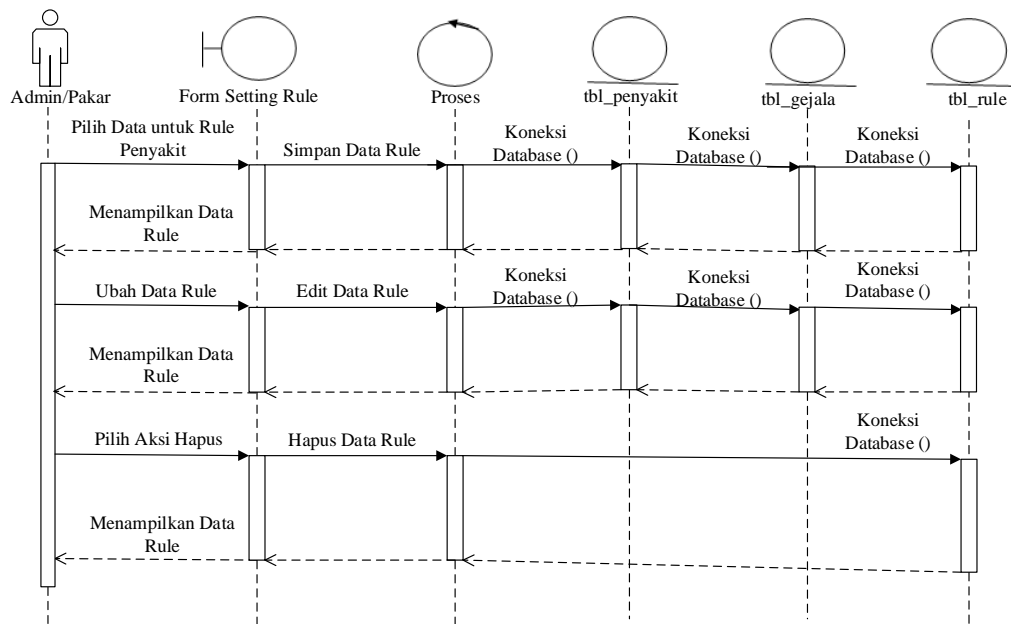 Admin/Pakar
Form Setting Rule
Proses
tbl_penyakit
tbl_gejala
tbl_rule
Pilih Data untuk Rule
Penyakit
Simpan Data Rule
Koneksi
Database ()
Koneksi
Database ()
Koneksi
Database ()
Menampilkan Data
Rule
Ubah Data Rule
Edit Data Rule
Koneksi
Database ()
Koneksi
Database ()
Koneksi
Database ()
Menampilkan Data
Rule
Pilih Aksi Hapus
Hapus Data Rule
Koneksi
Database ()
Menampilkan Data
Rule